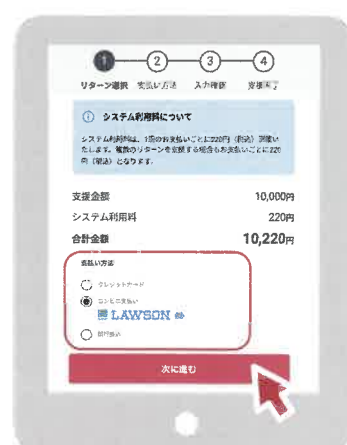 1 2 3 4
リターン選択 支払い方法 入力確認 支援完了
システム利用料について
システム利用料は、1回のお支払いごとに220円（税込）頂戴い
たします。複数のリターンを支援する場合もお支払いごとに220
円（税込）となります。
支援金額 10,000円
システム利用料 220円
合計金額 10,220円
支払い方法
クレジットカード
コンビニ支払い
LAWSON
銀行振込
次に進む